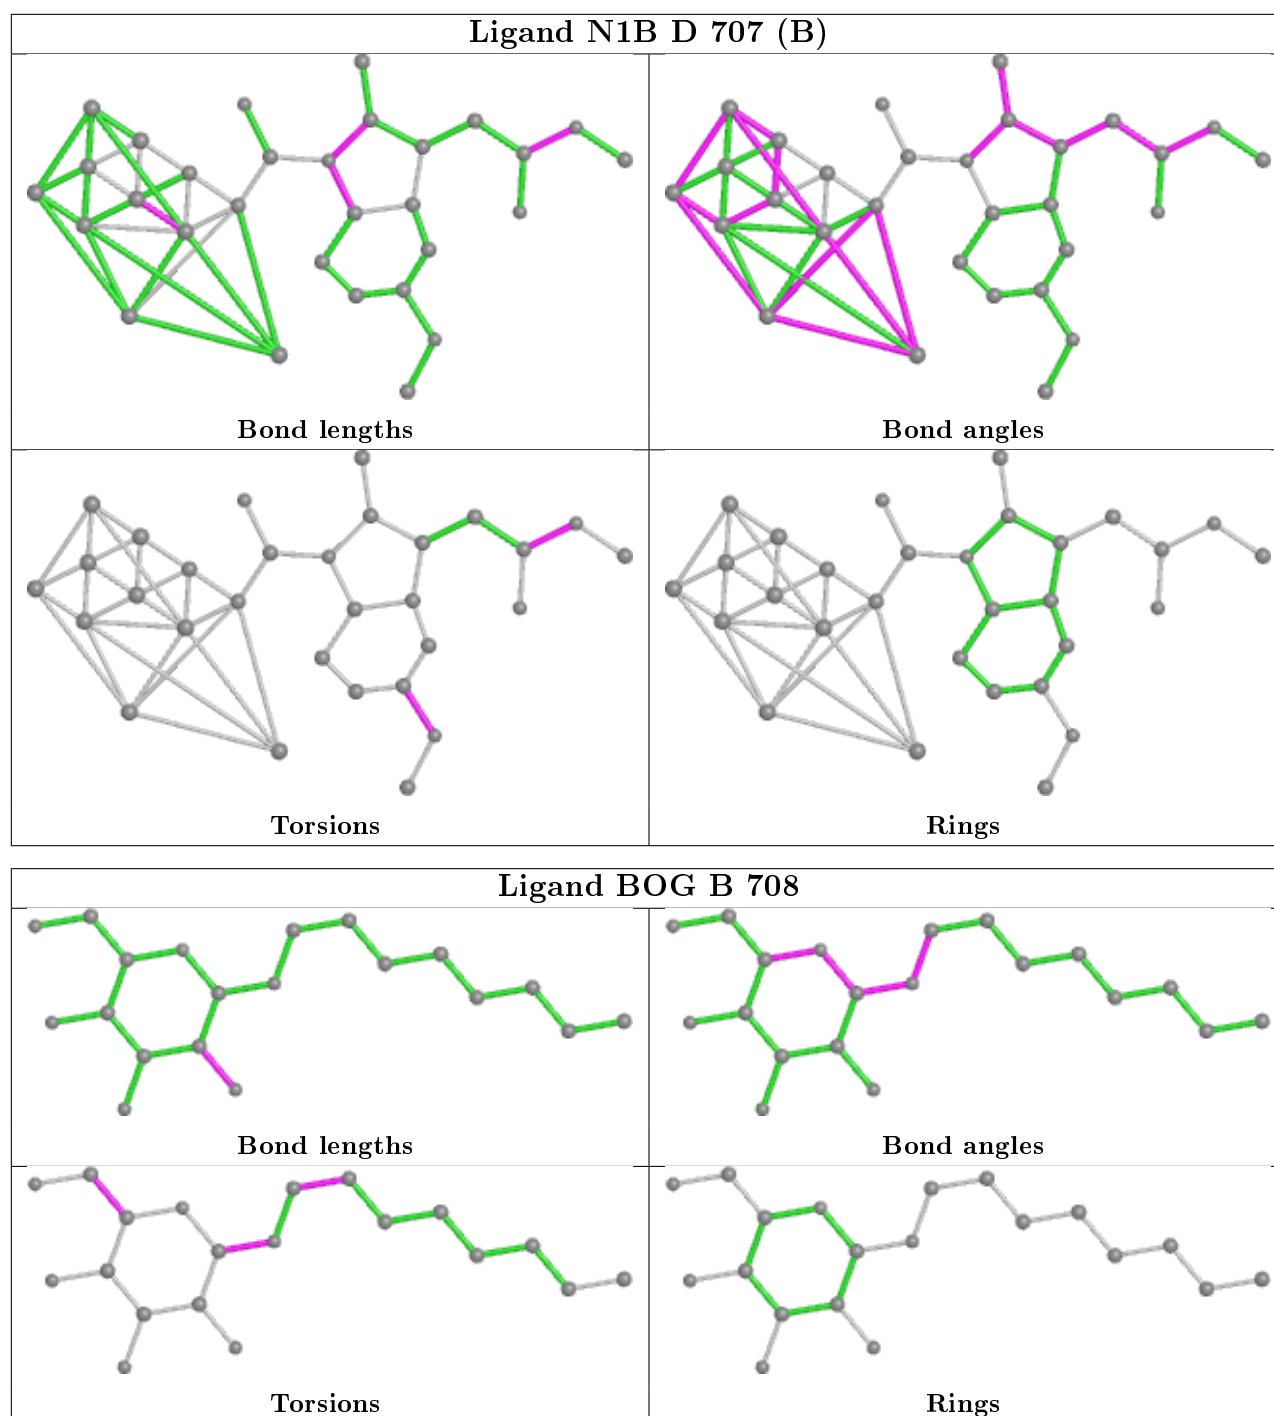 Ligand N1B D 707 (B)
Bond lengths
Bond angles
Torsions
Rings
Ligand BOG B 708
Bond lengths
Bond angles
Torsions
Rings